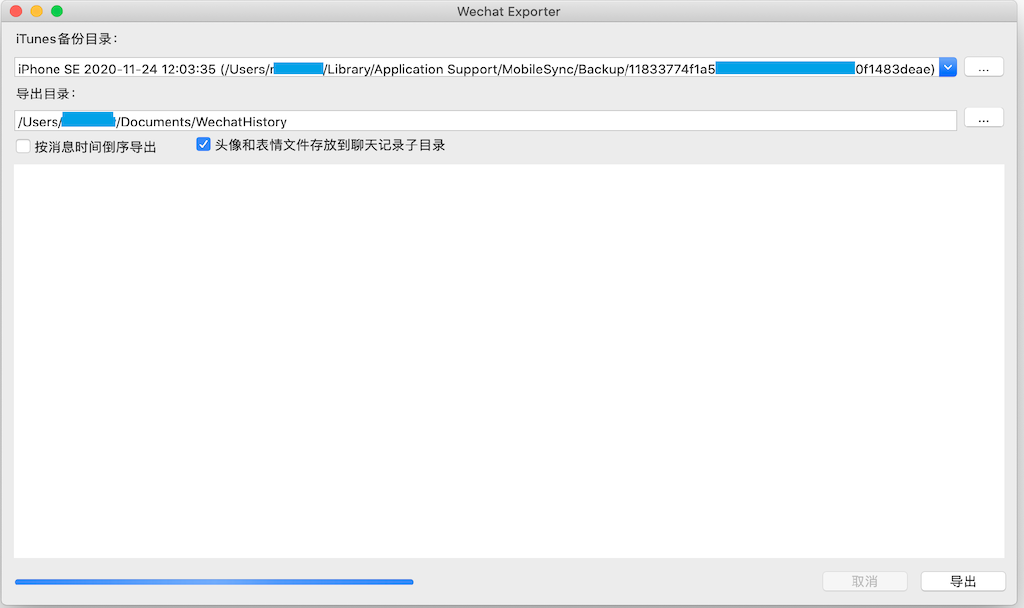 Wechat Exporter
iTunes备份目录:
iPhone SE 2020-11-24 12:03:35 (/Users/r /Library/Application Support/MobileSync/Backup/11833774f1a5 0f1483deae) ...
导出目录:
/Users/ /Documents/WechatHistory ...
按消息时间倒序导出 头像和表情文件存放到聊天记录子目录
取消 导出